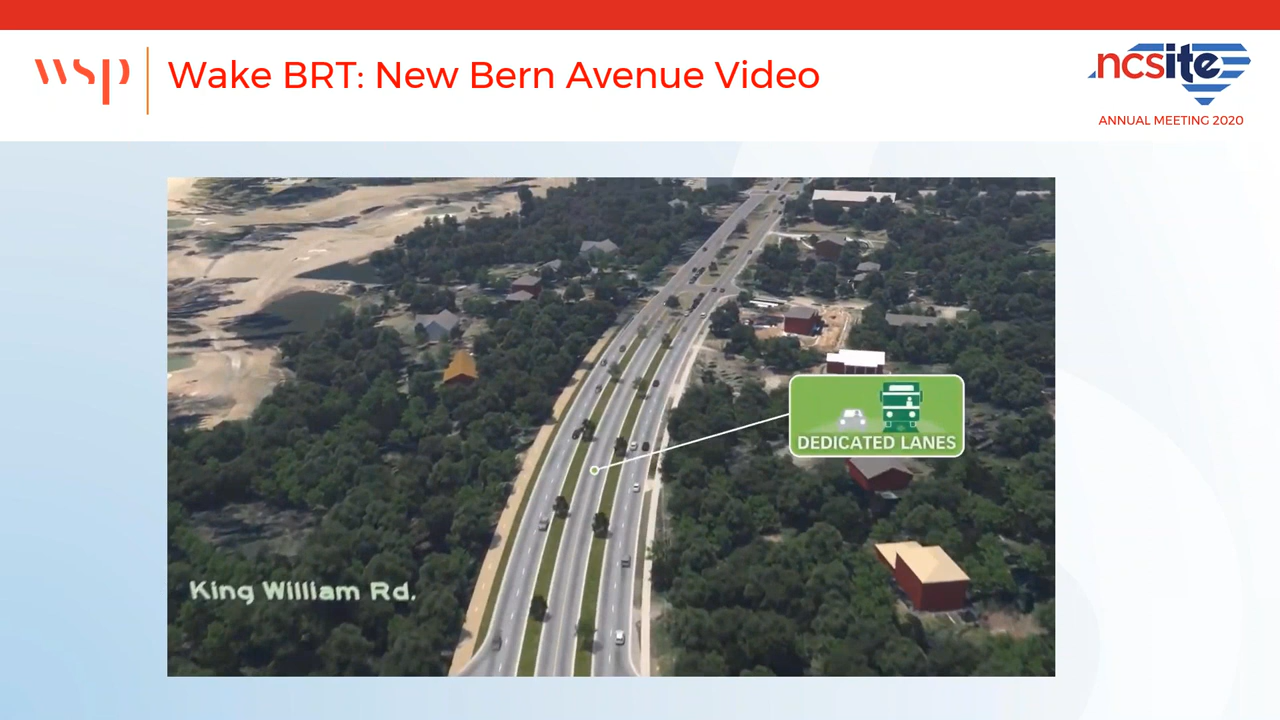 wsp
Wake BRT: New Bern Avenue Video
ncsite
ANNUAL MEETING 2020
DEDICATED LANES
King William Rd.